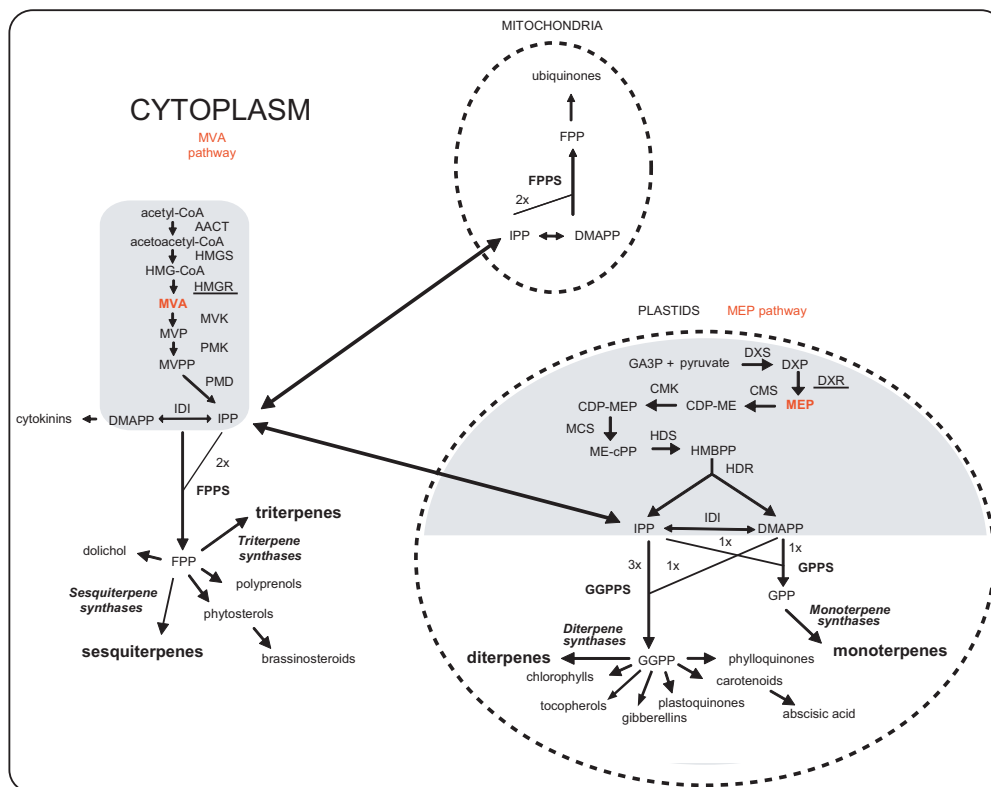 MITOCHONDRIA
ubiquinones
FPP
FPPS
2x
IPP
DMAPP
CYTOPLASM
MVA
pathway
acetyl-CoA
AACT
acetoacetyl-CoA
HMGS
HMG-CoA
HMGR
MVA
MVK
MVP
PMK
MVPP
PMD
cytokinins
DMAPP
IDI
IPP
2x
FPPS
triterpenes
Triterpene
synthases
dolichol
FPP
polyprenols
Sesquiterpene
synthases
phytosterols
sesquiterpenes
brassinosteroids
PLASTIDS
MEP pathway
GA3P + pyruvate
DXS
DXP
DXR
MEP
CMS
CDP-ME
CMK
CDP-MEP
MCS
ME-cPP
HDS
HMBPP
HDR
IPP
IDI
DMAPP
1x
1x
3x
1x
GPPS
GGPPS
GPP
Monoterpene
synthases
monoterpenes
Diterpene
synthases
diterpenes
GGPP
phylloquinones
chlorophylls
carotenoids
tocopherols
plastoquinones
gibberellins
abscisic acid